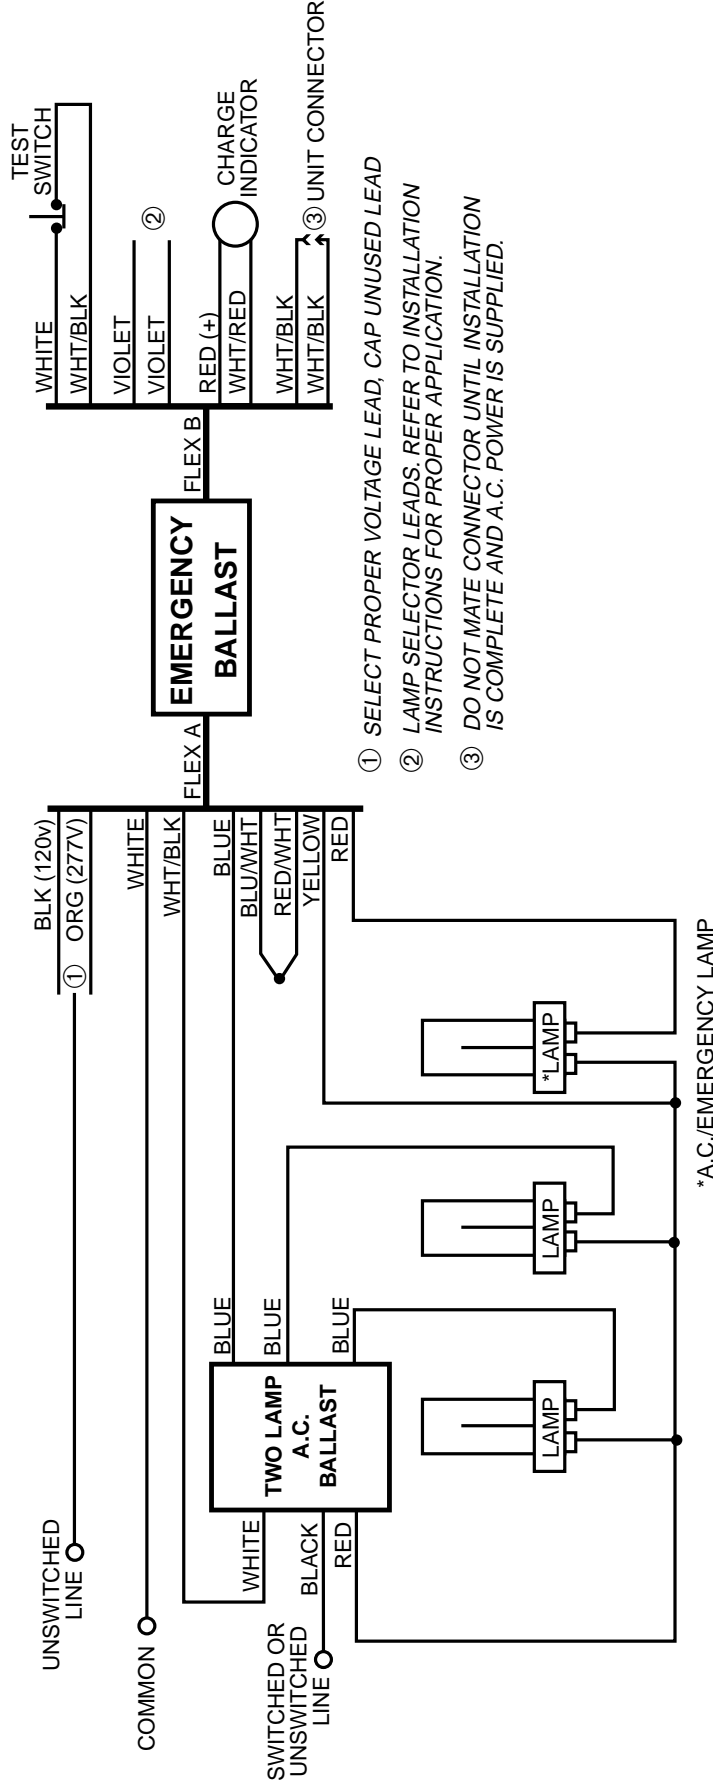 UNSWITCHED
LINE
①
BLK (120v)
ORG (277V)
COMMON
WHITE
WHT/BLK
BLUE
BLU/WHT
RED/WHT
YELLOW
RED
FLEX A
EMERGENCY
BALLAST
FLEX B
WHITE
WHT/BLK
TEST
SWITCH
VIOLET
VIOLET
②
RED (+)
WHT/RED
CHARGE
INDICATOR
WHT/BLK
WHT/BLK
③ UNIT CONNECTOR
SWITCHED OR
UNSWITCHED
LINE
WHITE
BLACK
RED
TWO LAMP
A.C.
BALLAST
BLUE
BLUE
BLUE
LAMP
LAMP
*LAMP
*A.C./EMERGENCY LAMP
① SELECT PROPER VOLTAGE LEAD, CAP UNUSED LEAD
② LAMP SELECTOR LEADS. REFER TO INSTALLATION
INSTRUCTIONS FOR PROPER APPLICATION.
③ DO NOT MATE CONNECTOR UNTIL INSTALLATION
IS COMPLETE AND A.C. POWER IS SUPPLIED.